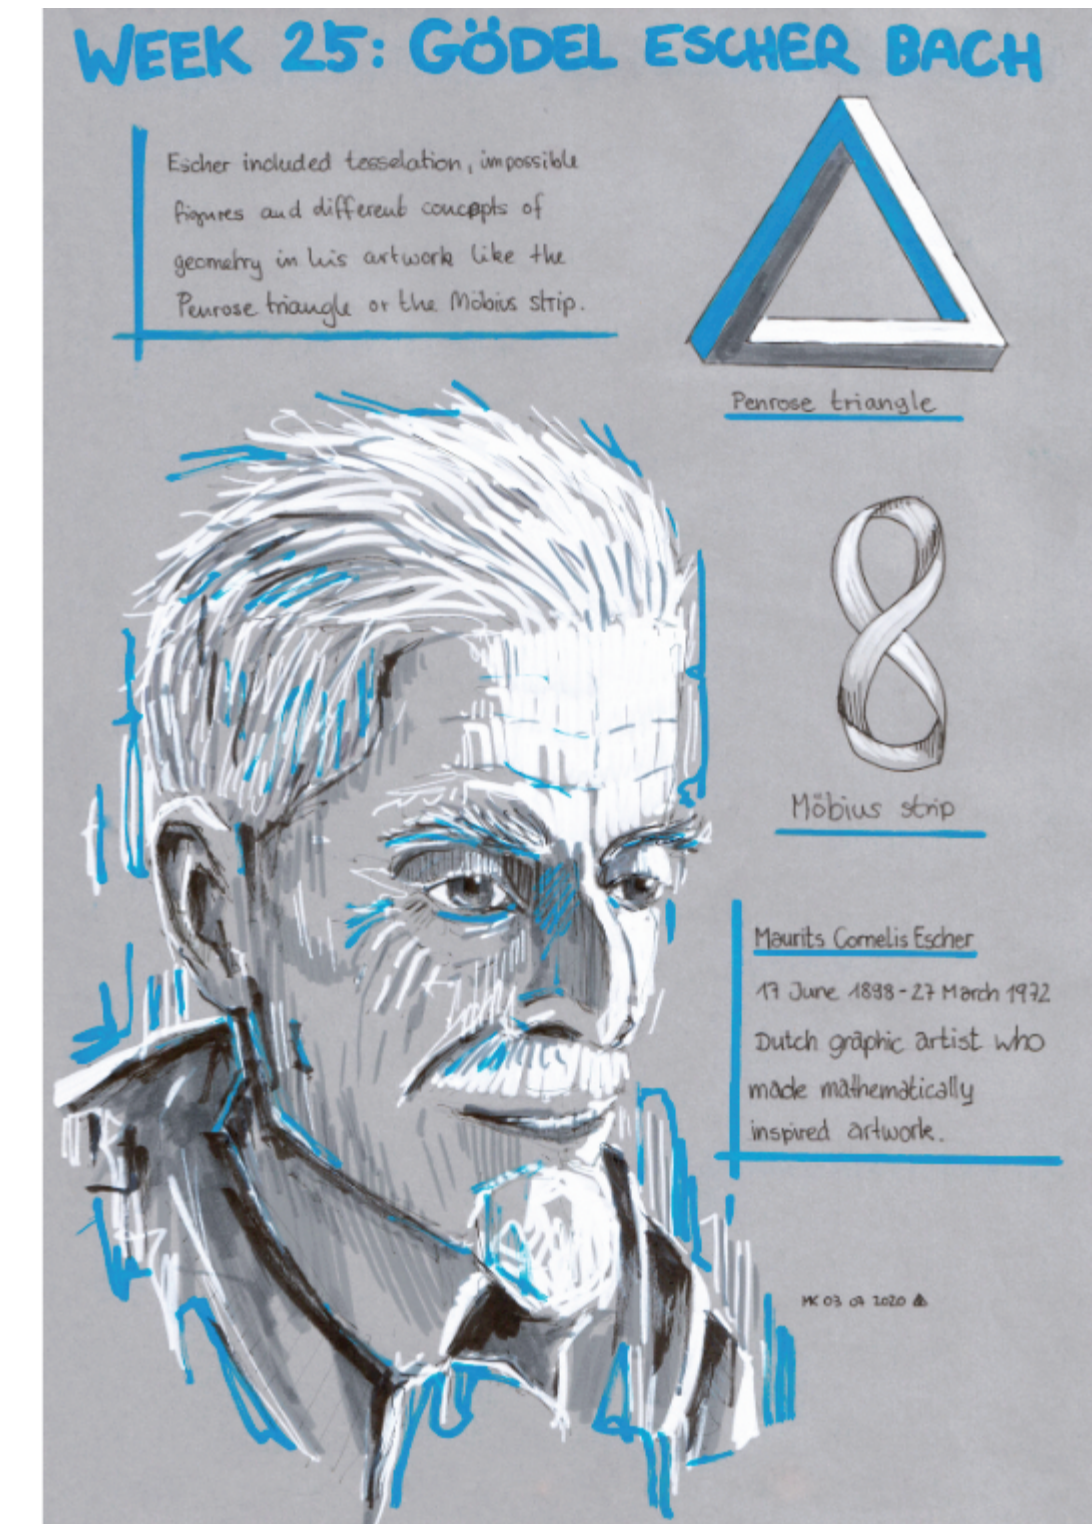 WEEK 25: GÖDEL ESCHER BACH
Escher included tesselation, impossible
figures and different concepts of
geometry in his artwork like the
Penrose triangle or the Möbius strip.
Penrose triangle
Möbius strip
Maurits Cornelis Escher
17 June 1898 - 27 March 1972
Dutch graphic artist who
made mathematically
inspired artwork.
MK 03 07 2020